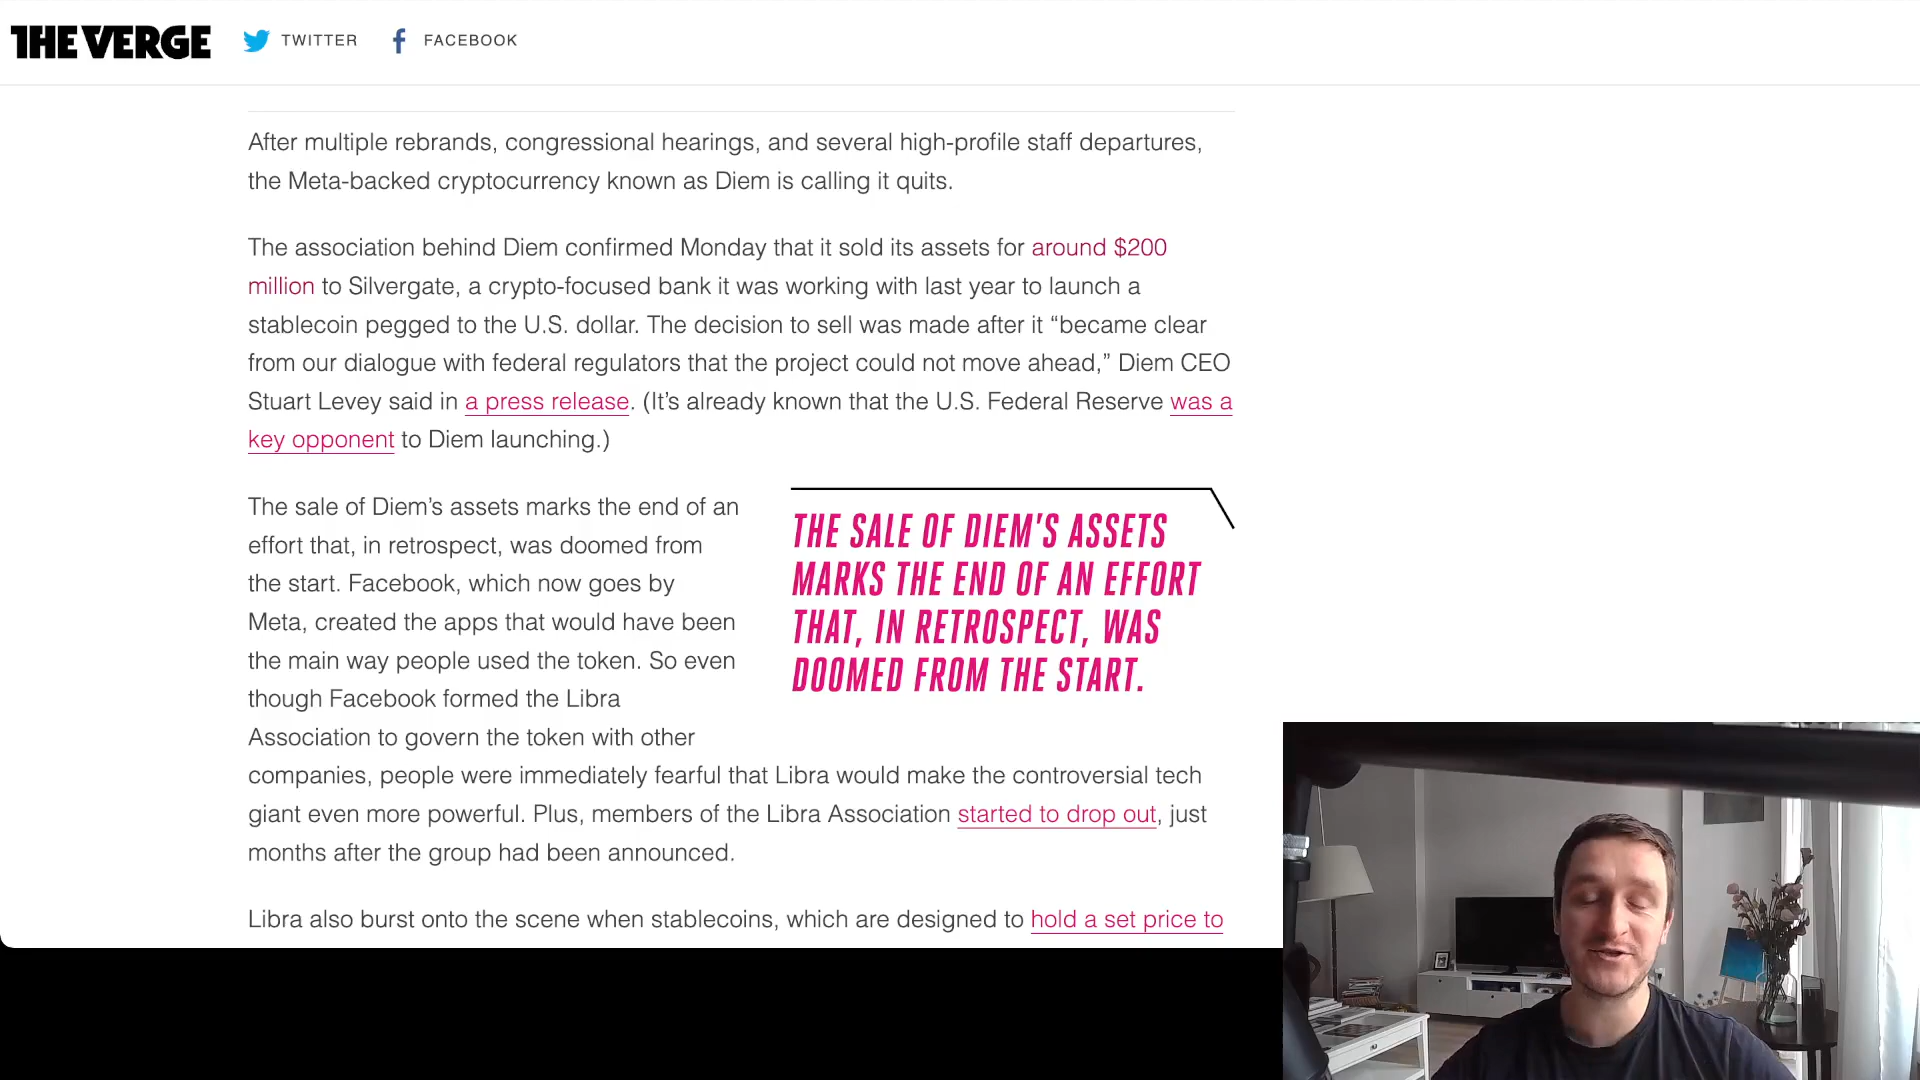 THE VERGE
TWITTER
FACEBOOK
After multiple rebrands, congressional hearings, and several high-profile staff departures,
the Meta-backed cryptocurrency known as Diem is calling it quits.
The association behind Diem confirmed Monday that it sold its assets for around $200
million to Silvergate, a crypto-focused bank it was working with last year to launch a
stablecoin pegged to the U.S. dollar. The decision to sell was made after it “became clear
from our dialogue with federal regulators that the project could not move ahead,” Diem CEO
Stuart Levey said in a press release. (It’s already known that the U.S. Federal Reserve was a
key opponent to Diem launching.)
The sale of Diem’s assets marks the end of an
effort that, in retrospect, was doomed from
the start. Facebook, which now goes by
Meta, created the apps that would have been
the main way people used the token. So even
though Facebook formed the Libra
Association to govern the token with other
companies, people were immediately fearful that Libra would make the controversial tech
giant even more powerful. Plus, members of the Libra Association started to drop out, just
months after the group had been announced.
THE SALE OF DIEM'S ASSETS
MARKS THE END OF AN EFFORT
THAT, IN RETROSPECT, WAS
DOOMED FROM THE START.
Libra also burst onto the scene when stablecoins, which are designed to hold a set price to